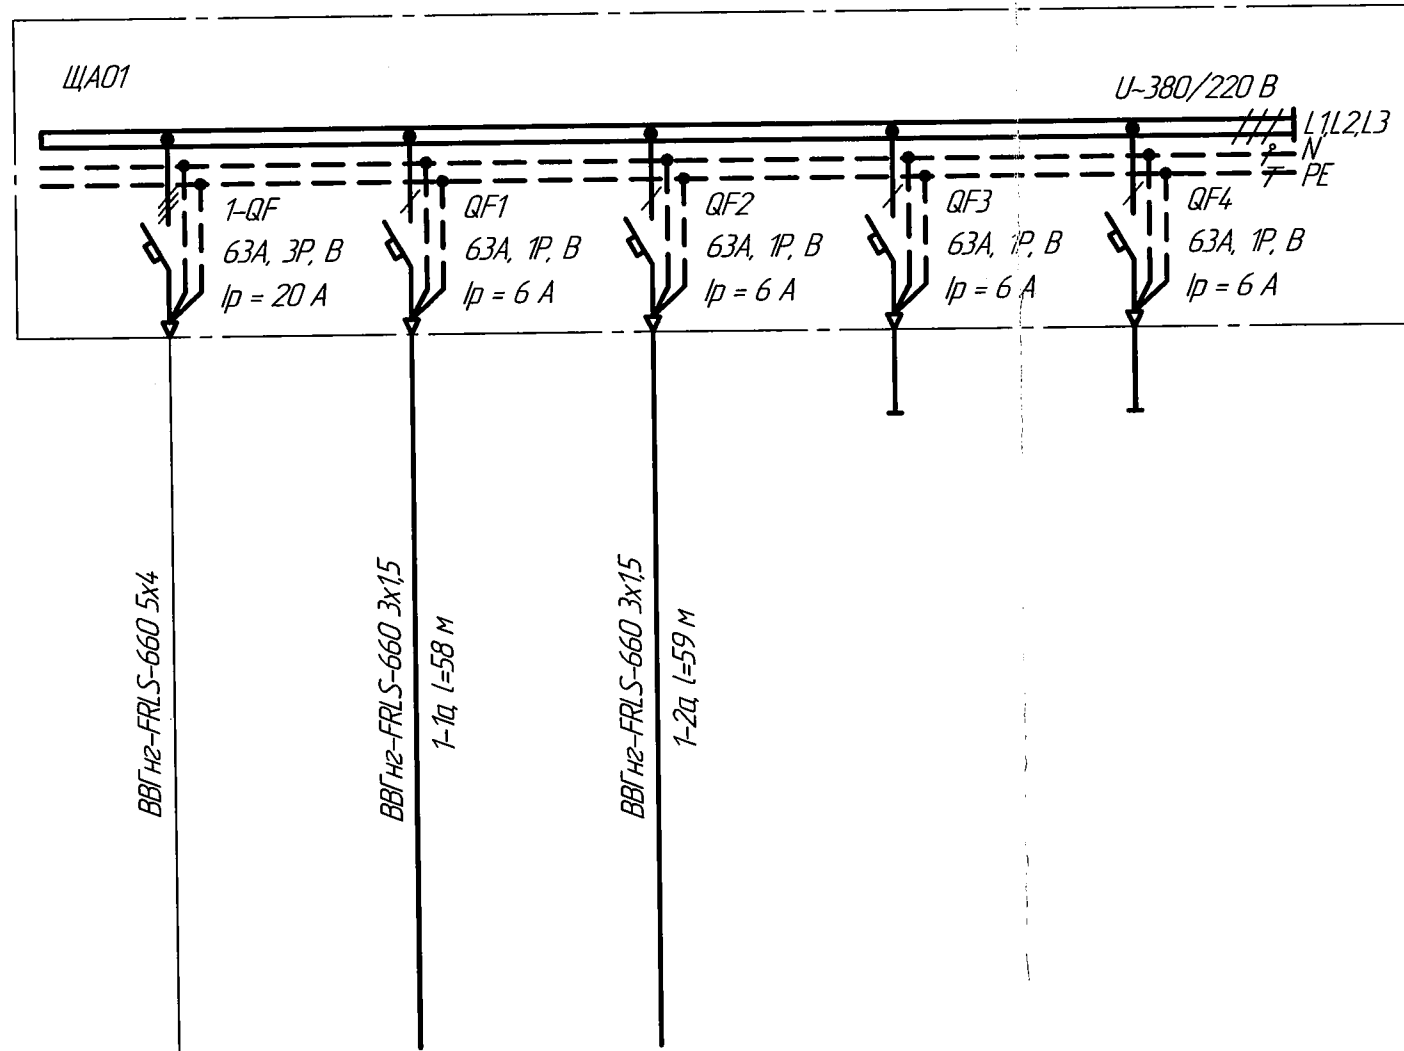 ЩАО1
U~380/220 В
L1,L2,L3
N
PE
1-QF
63А, 3Р, В
Iр = 20 А
QF1
63А, 1Р, В
Iр = 6 А
QF2
63А, 1Р, В
Iр = 6 А
QF3
63А, 1Р, В
Iр = 6 А
QF4
63А, 1Р, В
Iр = 6 А
ВВГнг-FRLS-660 5х4
ВВГнг-FRLS-660 3х1,5
1-1а, l=58 м
ВВГнг-FRLS-660 3х1,5
1-2а, l=59 м